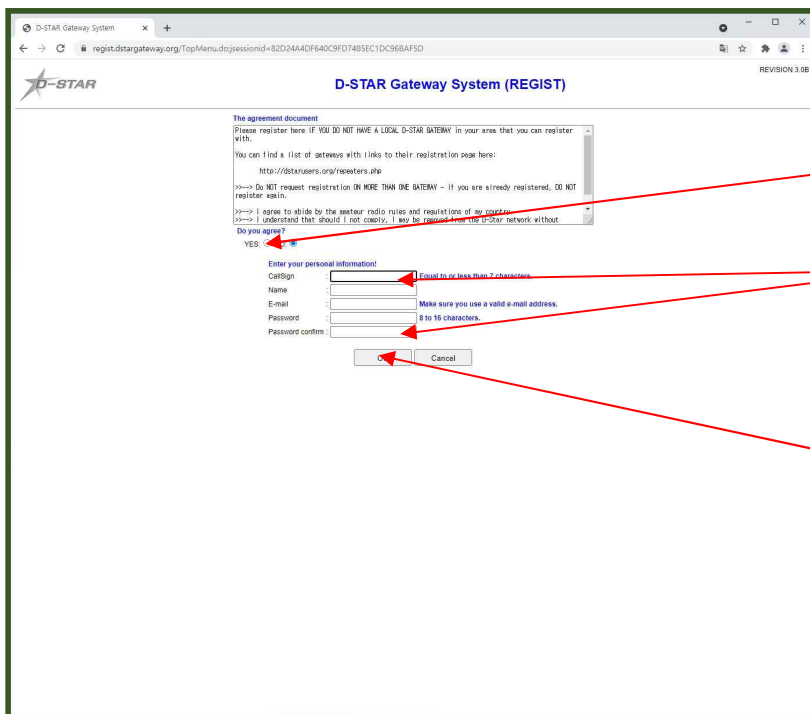 D-STAR Gateway System
regist.dstargateway.org/TopMenu.do;jsessionid=82D24A4DF640C9FD7485EC1DC96BAF5D
D-STAR
D-STAR Gateway System (REGIST)
REVISION 3.0B
The agreement document
Please register here IF YOU DO NOT HAVE A LOCAL D-STAR GATEWAY in your area that you can register
with.
You can find a list of gateways with links to their registration page here:
http://dstarusers.org/repeaters.php
>>--> Do NOT request registration ON MORE THAN ONE GATEWAY - if you are already registered, DO NOT
register again.
>>--> I agree to abide by the amateur radio rules and regulations of my country.
>>--> I understand that should I not comply, I may be removed from the D-Star network without
Do you agree?
YES:
Enter your personal information!
CallSign : Equal to or less than 7 characters.
Name :
E-mail : Make sure you use a valid e-mail address.
Password : 8 to 16 characters.
Password confirm :
Cancel